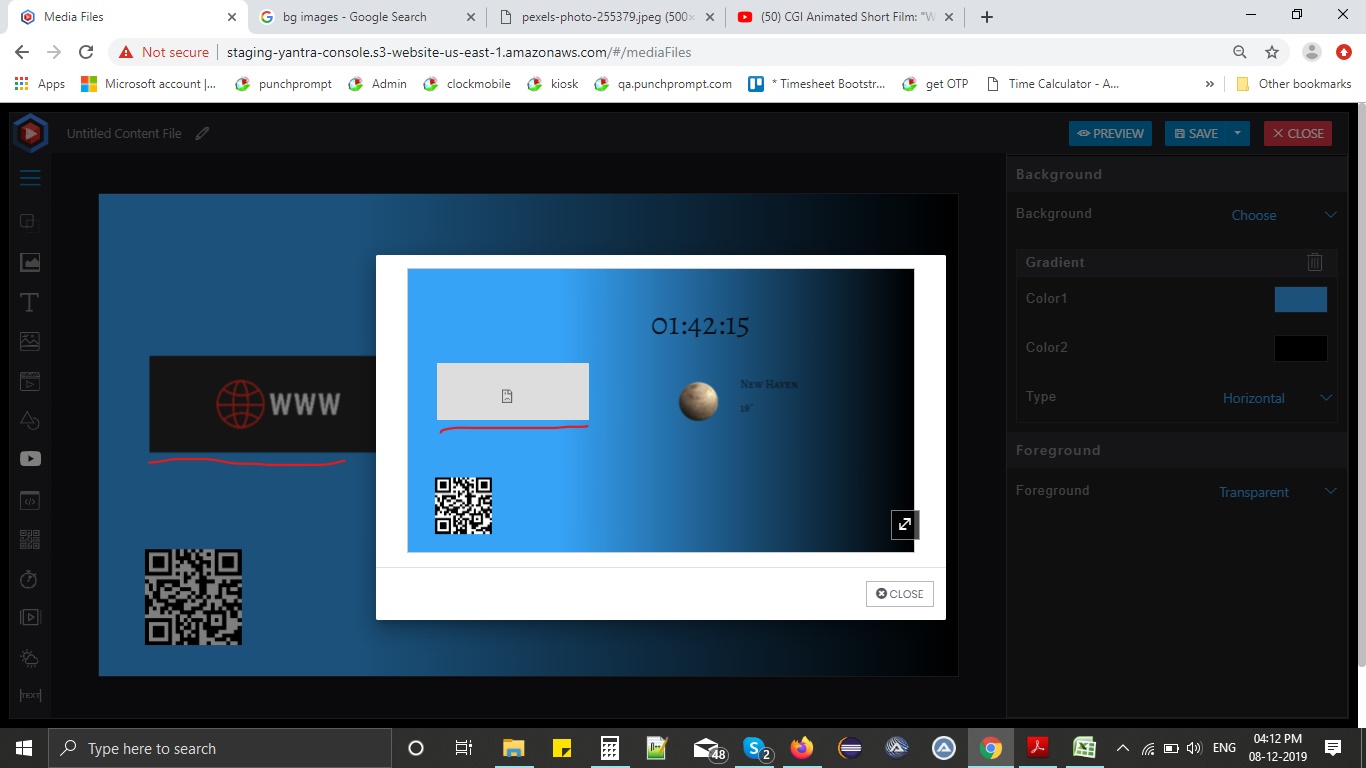 Media Files
bg images - Google Search
pexels-photo-255379.jpeg (500×
(50) CGI Animated Short Film: "W
Not secure
staging-yantra-console.s3-website-us-east-1.amazonaws.com/#/mediaFiles
Apps
Microsoft account |...
punchprompt
Admin
clockmobile
kiosk
qa.punchprompt.com
* Timesheet Bootstr...
get OTP
Time Calculator - A...
»
Other bookmarks
Untitled Content File
PREVIEW
SAVE
CLOSE
Background
Background
Choose
Gradient
Color1
Color2
Type
Horizontal
Foreground
Foreground
Transparent
T
TEXT
WWW
01:42:15
New Haven
18°
CLOSE
Type here to search
48
2
ENG
04:12 PM
08-12-2019